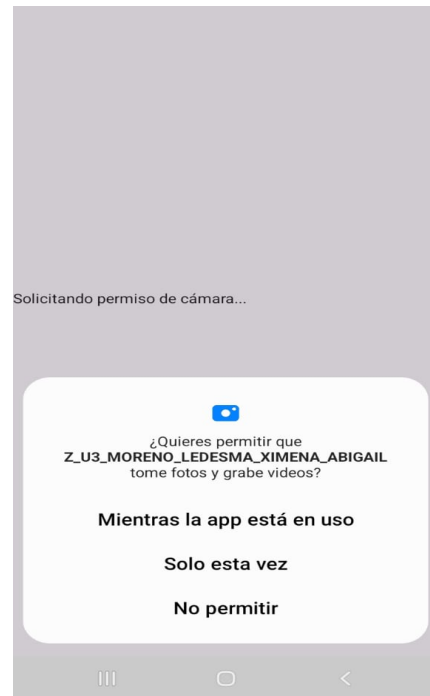 Solicitando permiso de cámara...
¿Quieres permitir que
Z_U3_MORENO_LEDESMA_XIMENA_ABIGAIL
tome fotos y grabe videos?
Mientras la app está en uso
Solo esta vez
No permitir